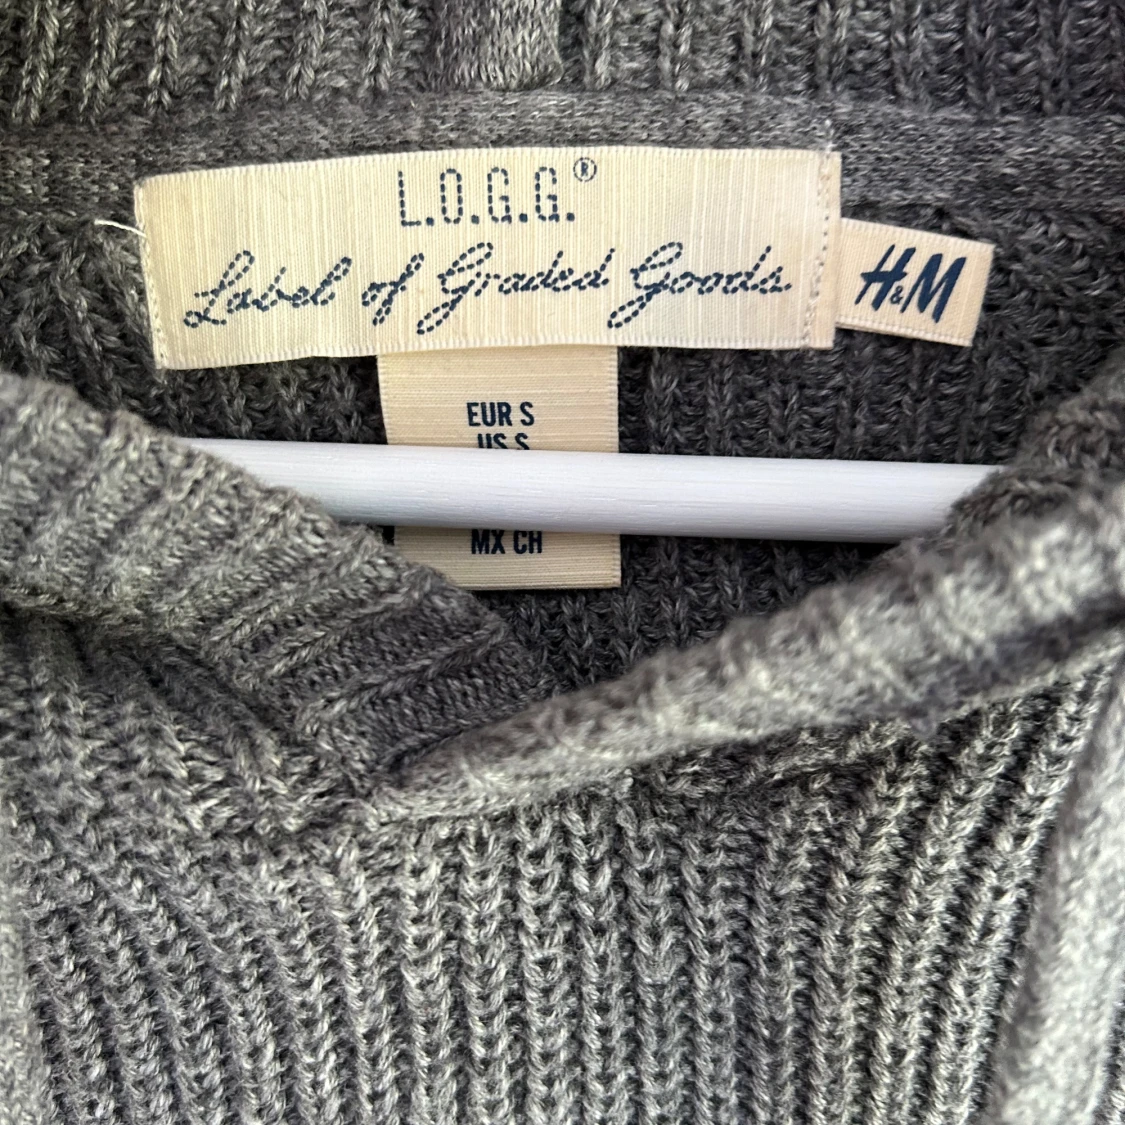 L.O.G.G.®
Label of Graded Goods
H&M
EUR S
US S
MX CH